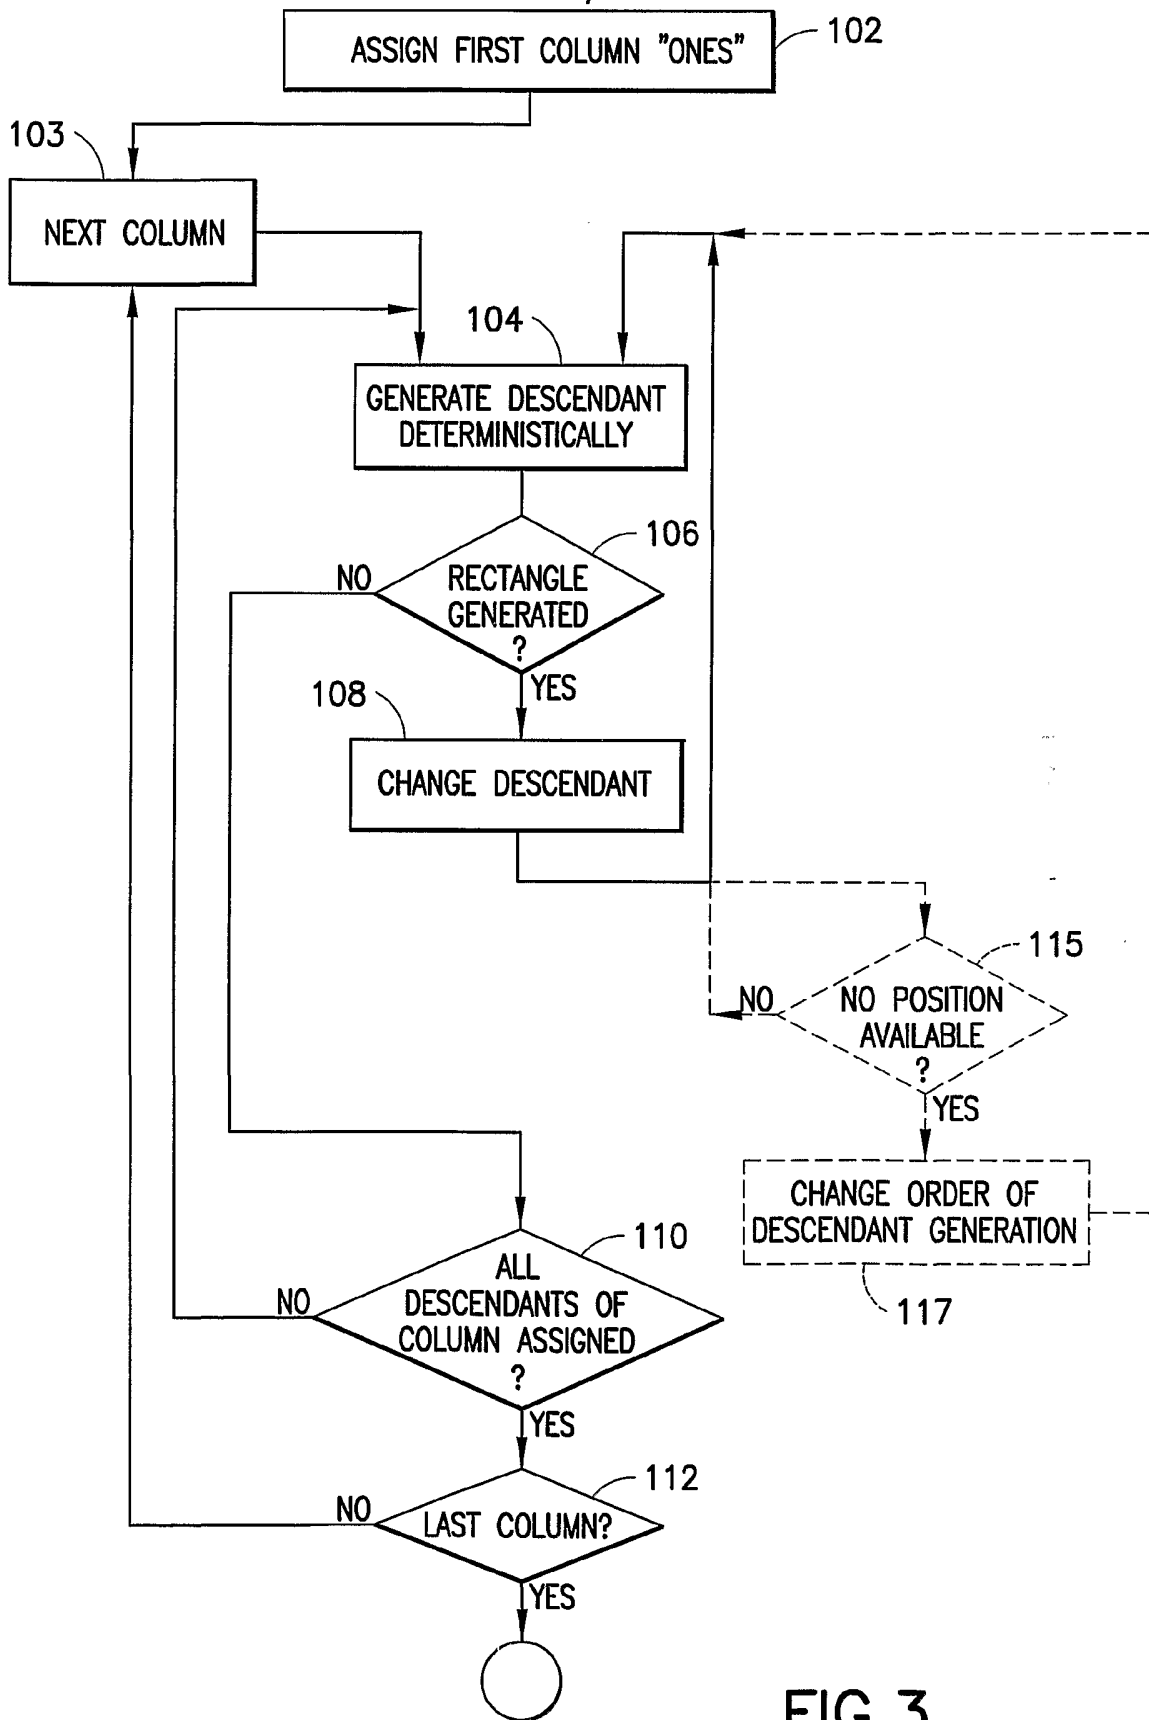 ASSIGN FIRST COLUMN "ONES"
102
103
NEXT COLUMN
104
GENERATE DESCENDANT
DETERMINISTICALLY
106
NO
RECTANGLE
GENERATED
?
YES
108
CHANGE DESCENDANT
115
NO
NO POSITION
AVAILABLE
?
YES
CHANGE ORDER OF
DESCENDANT GENERATION
117
110
NO
ALL
DESCENDANTS OF
COLUMN ASSIGNED
?
YES
112
NO
LAST COLUMN?
YES
FIG. 3